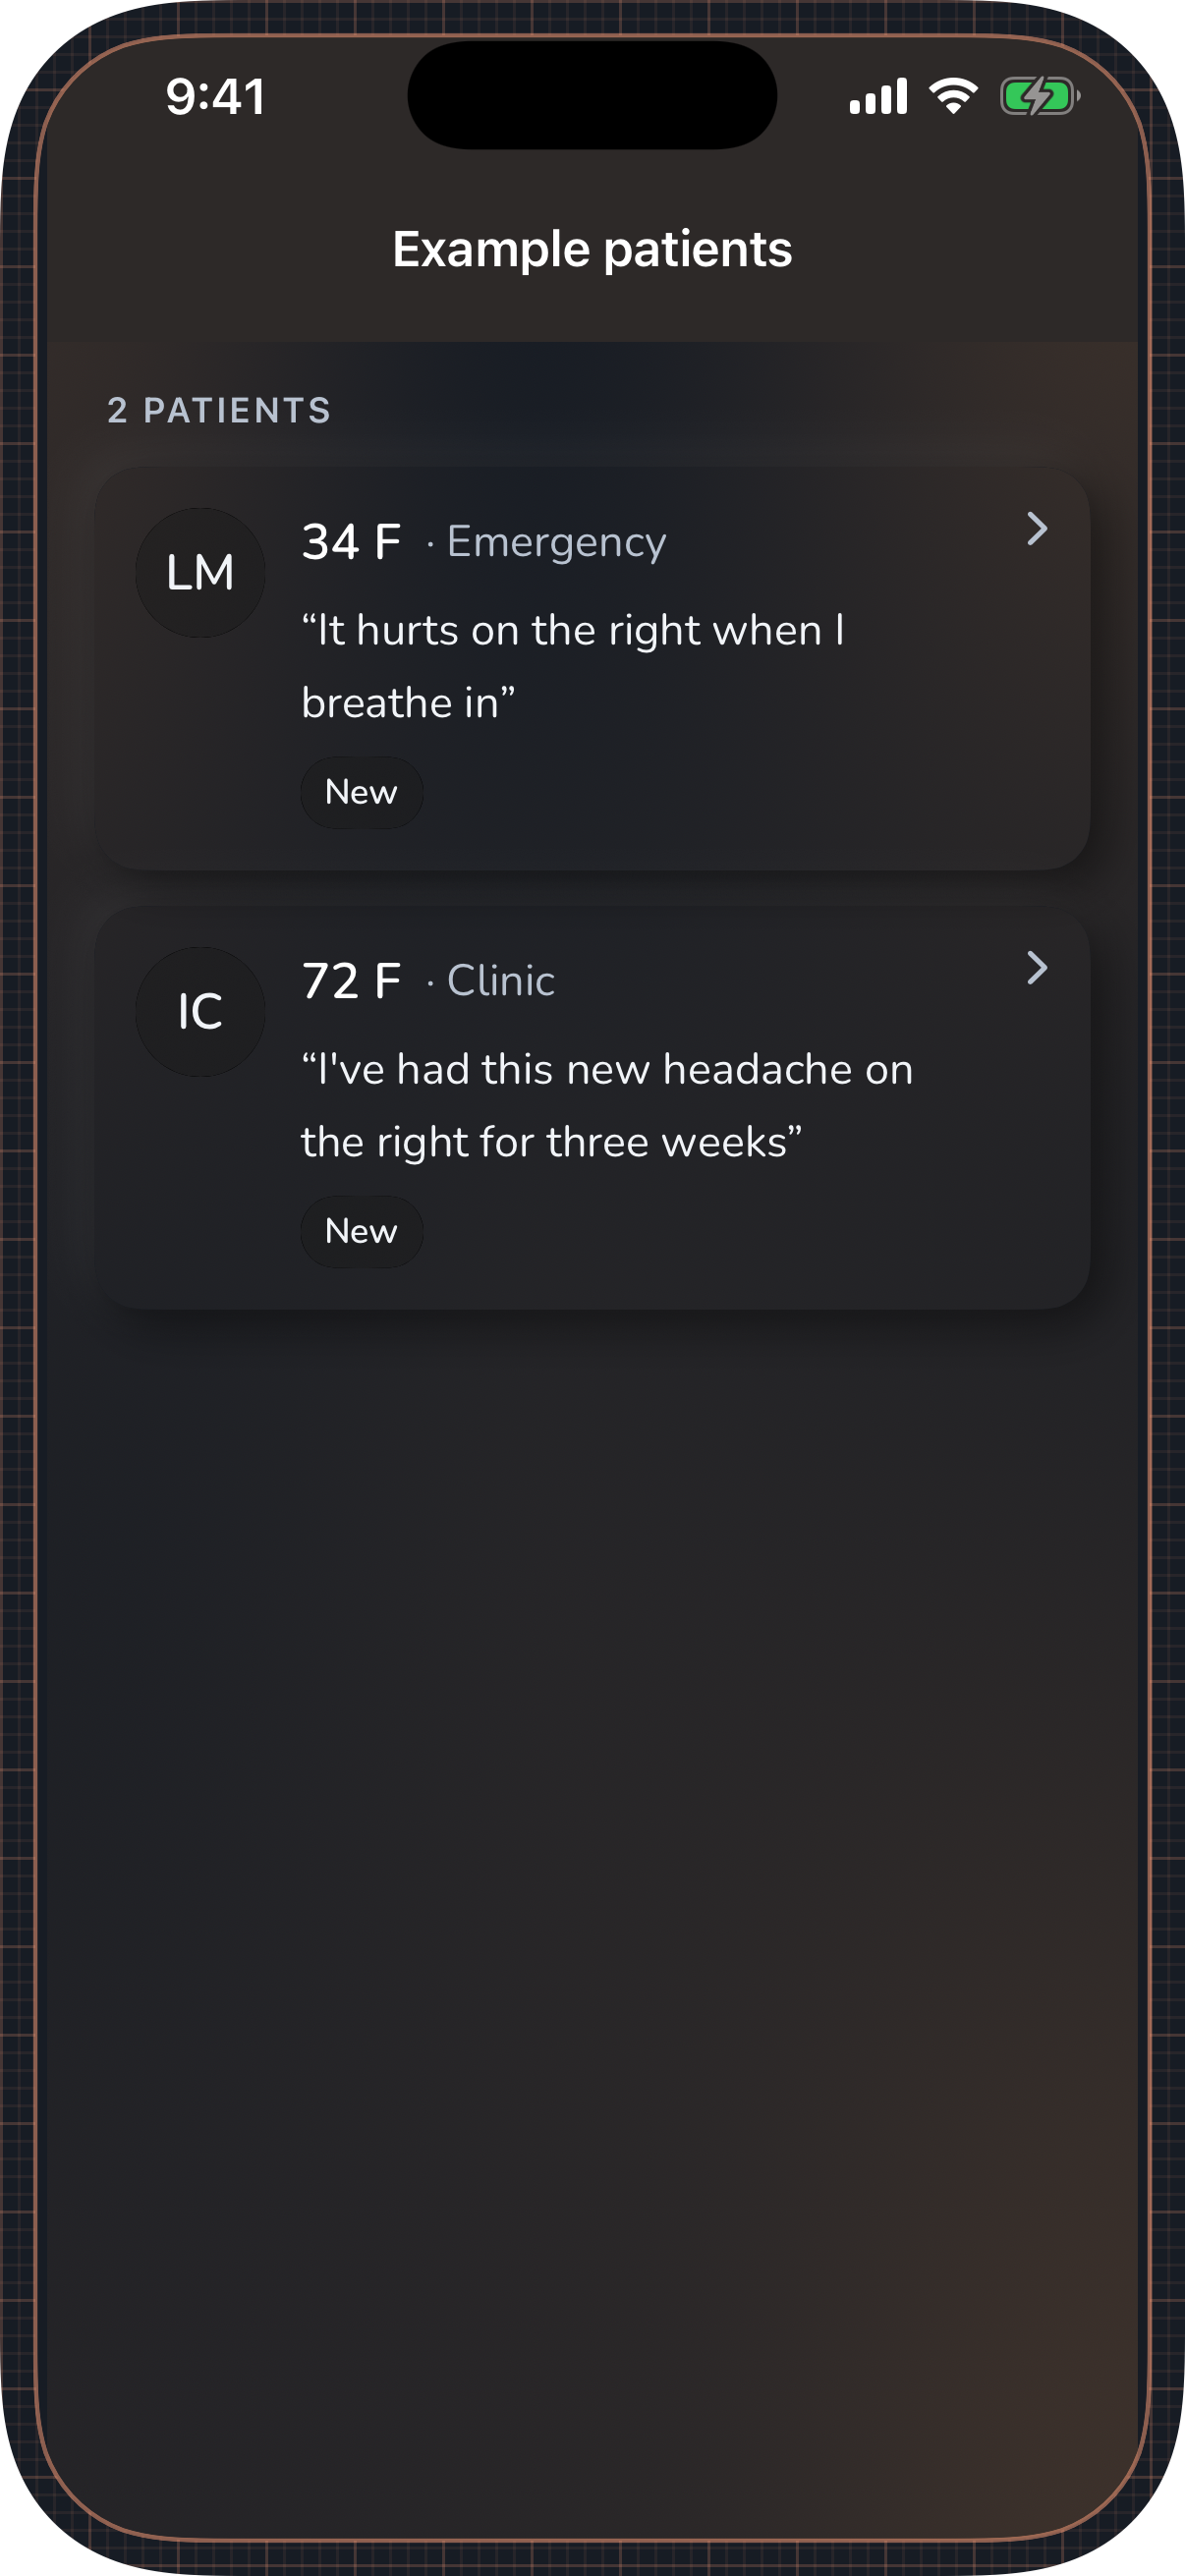 9:41
Example patients
2 PATIENTS
LM
34 F · Emergency
“It hurts on the right when I
breathe in”
New
IC
72 F · Clinic
“I've had this new headache on
the right for three weeks”
New